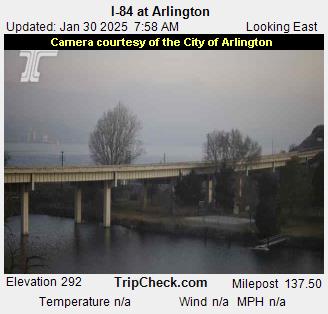 I-84 at Arlington
Updated: Jan 30 2025 7:58 AM Looking East
Camera courtesy of the City of Arlington
Elevation 292 TripCheck.com Milepost 137.50
Temperature n/a Wind n/a MPH n/a